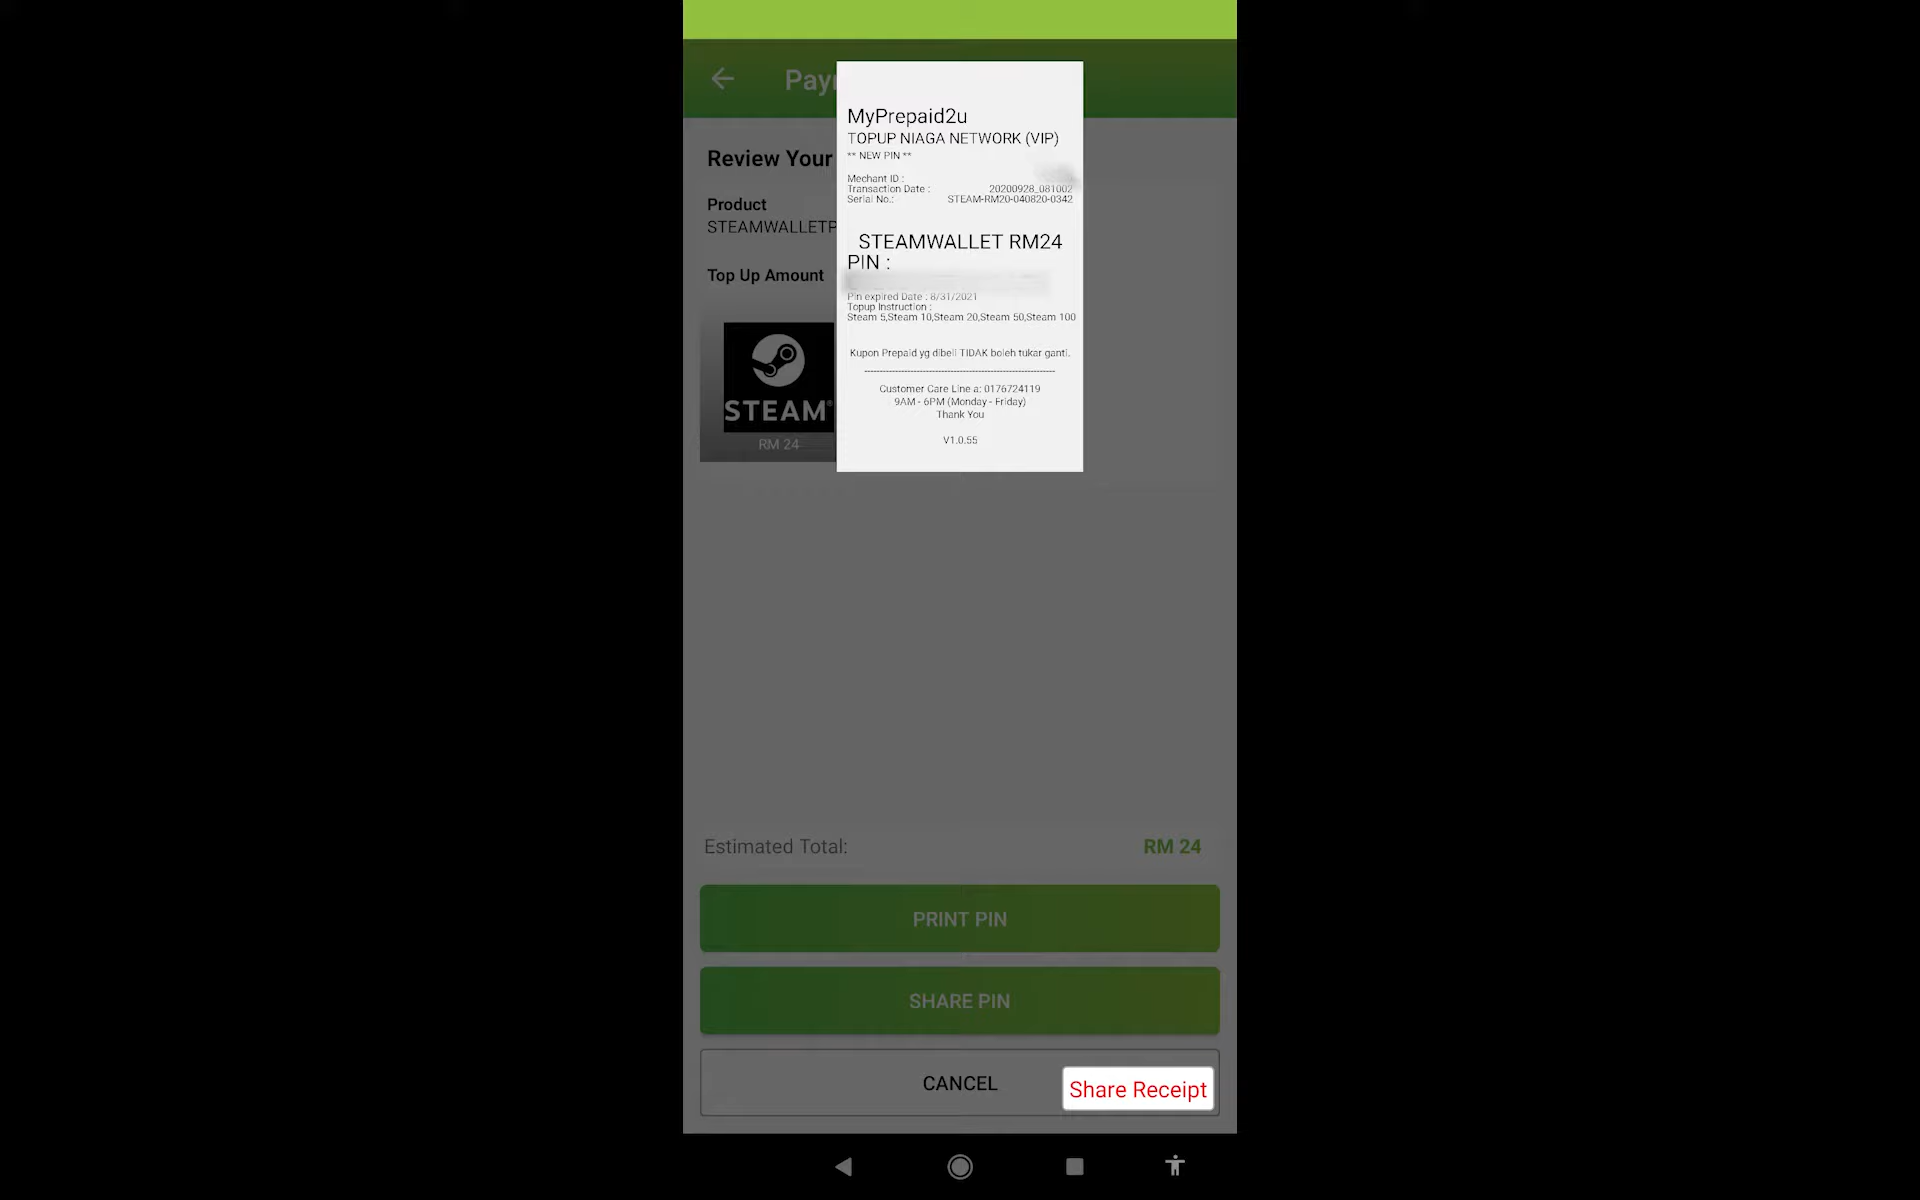 Paym
Review Your
Product
STEAMWALLETP
Top Up Amount
STEAM
RM 24
MyPrepaid2u
TOPUP NIAGA NETWORK (VIP)
** NEW PIN **
Mechant ID :
Transaction Date : 20200928_081002
Serial No.: STEAM-RM20-040820-0342
STEAMWALLET RM24
PIN :
Pin expired Date : 8/31/2021
Topup Instruction :
Steam 5,Steam 10,Steam 20,Steam 50,Steam 100
Kupon Prepaid yg dibeli TIDAK boleh tukar ganti.
Customer Care Line a: 0176724119
9AM - 6PM (Monday - Friday)
Thank You
V1.0.55
Estimated Total: RM 24
PRINT PIN
SHARE PIN
CANCEL
Share Receipt